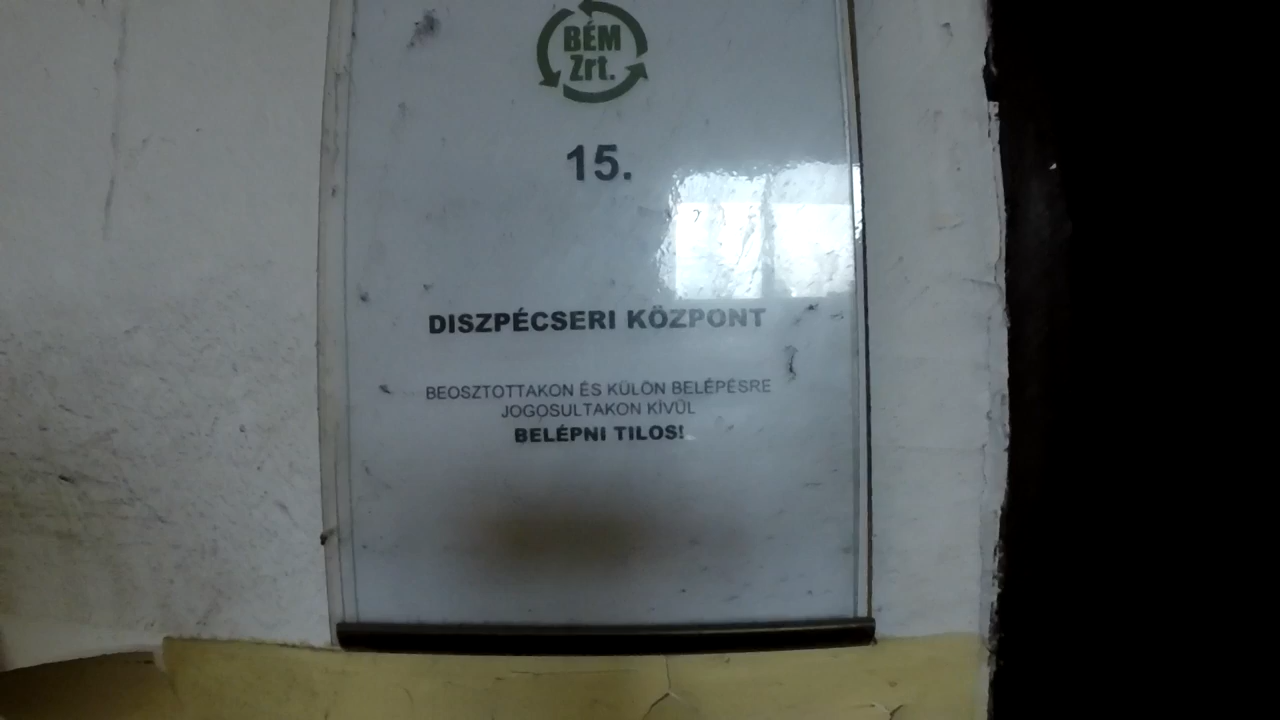 BÉM
Zrt.
15.
DISZPÉCSERI KÖZPONT
BEOSZTOTTAKON ÉS KÜLÖN BELÉPÉSRE
JOGOSULTAKON KÍVÜL
BELÉPNI TILOS!